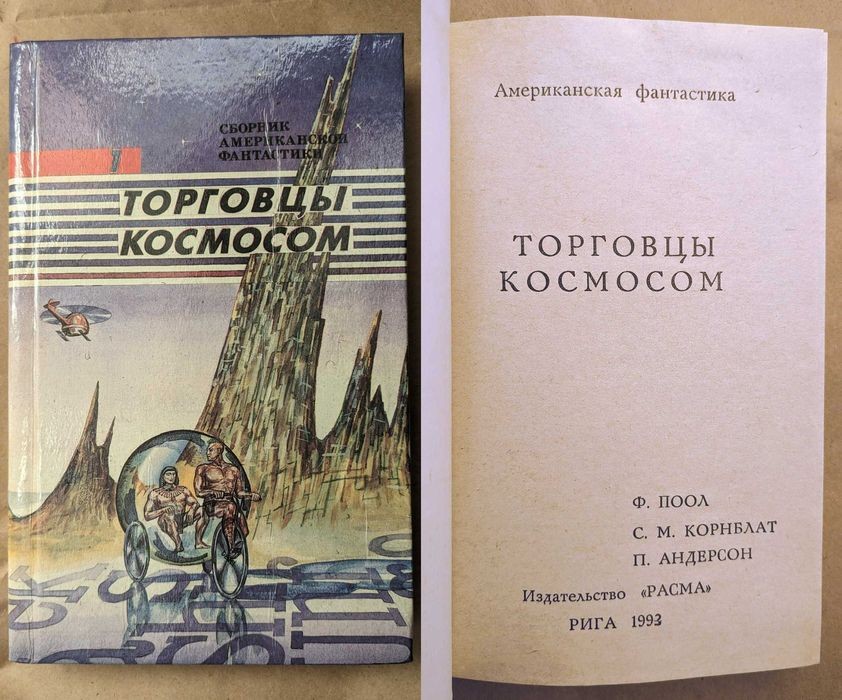 СБОРНИК
АМЕРИКАНСКОЙ
ФАНТАСТИКИ
7
ТОРГОВЦЫ
КОСМОСОМ
Американская фантастика
ТОРГОВЦЫ
КОСМОСОМ
Ф. ПООЛ
С. М. КОРНБЛАТ
П. АНДЕРСОН
Издательство «РАСМА»
РИГА 1993